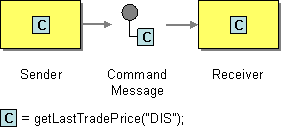 C
C
C
Sender
Command
Message
Receiver
C = getLastTradePrice("DIS");